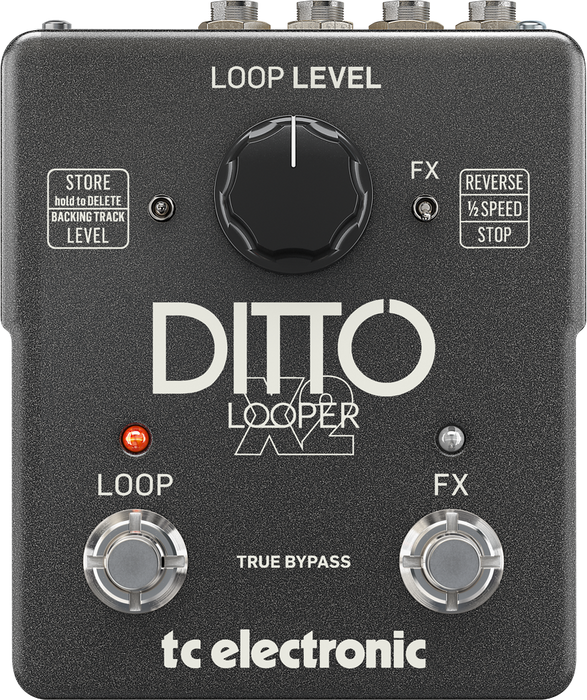 LOOP LEVEL
STORE
hold to DELETE
BACKING TRACK
LEVEL
FX
REVERSE
½ SPEED
STOP
DITTO
X2
LOOPER
LOOP
FX
TRUE BYPASS
tc electronic